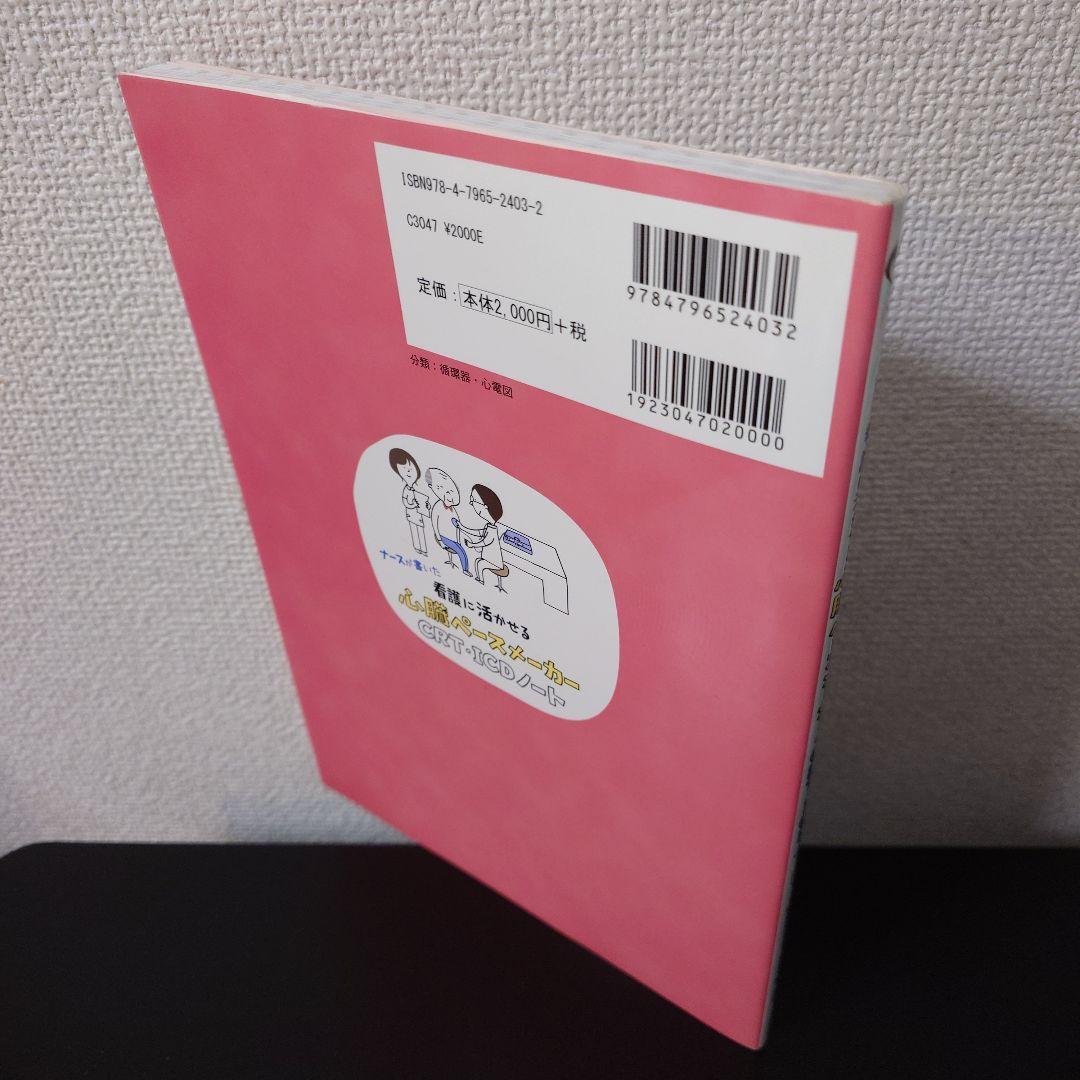 ISBN978-4-7965-2403-2
C3047 ¥2000E
定価：本体2,000円＋税
9784796524032
1923047020000
分類：循環器・心電図
ナースが書いた
看護に活かせる
心臓ペースメーカー
CRT・ICDノート